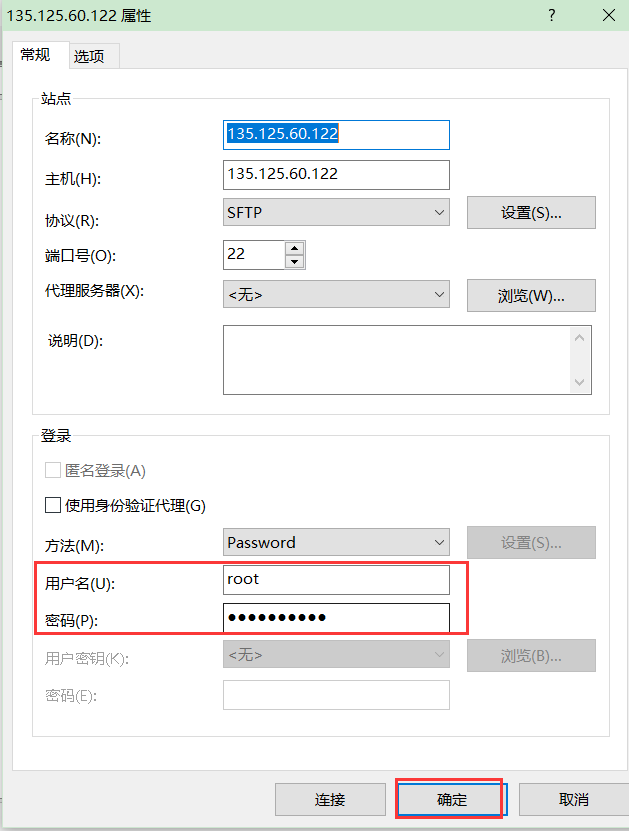 135.125.60.122 属性
常规 选项
站点
名称(N): 135.125.60.122
主机(H): 135.125.60.122
协议(R): SFTP 设置(S)...
端口号(O): 22
代理服务器(X): <无> 浏览(W)...
说明(D):
登录
匿名登录(A)
使用身份验证代理(G)
方法(M): Password 设置(S)...
用户名(U): root
密码(P): ●●●●●●●●●●
用户密钥(K): <无> 浏览(B)...
密码(E):
连接 确定 取消